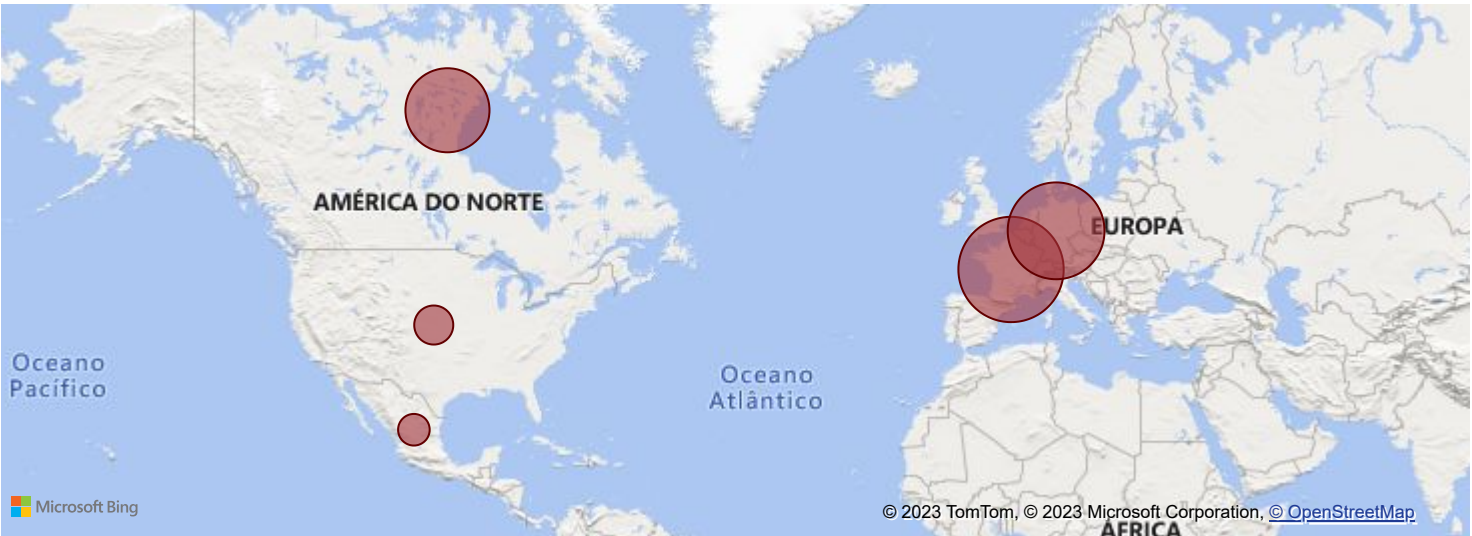 AMÉRICA DO NORTE
EUROPA
Oceano
Pacífico
Oceano
Atlântico
Microsoft Bing
© 2023 TomTom, © 2023 Microsoft Corporation, © OpenStreetMap
ÁFRICA